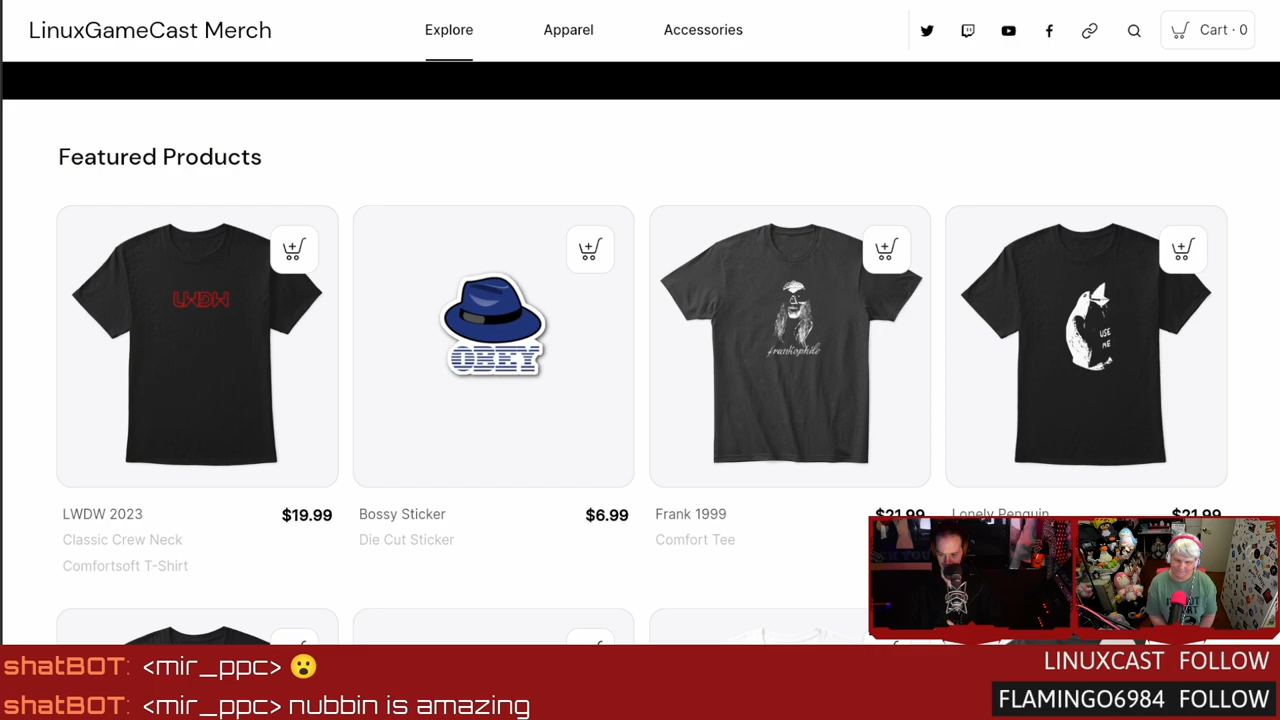 LinuxGameCast Merch
Explore
Apparel
Accessories
Cart · 0
Featured Products
LWDW
OBEY
frankophile
USE
ME
LWDW 2023
$19.99
Classic Crew Neck
Comfortsoft T-Shirt
Bossy Sticker
$6.99
Die Cut Sticker
Frank 1999
$21.99
Comfort Tee
Lonely Penguin
$21.99
shatBOT: <mir_ppc> 😮
shatBOT: <mir_ppc> nubbin is amazing
LINUXCAST FOLLOW
FLAMINGO6984 FOLLOW